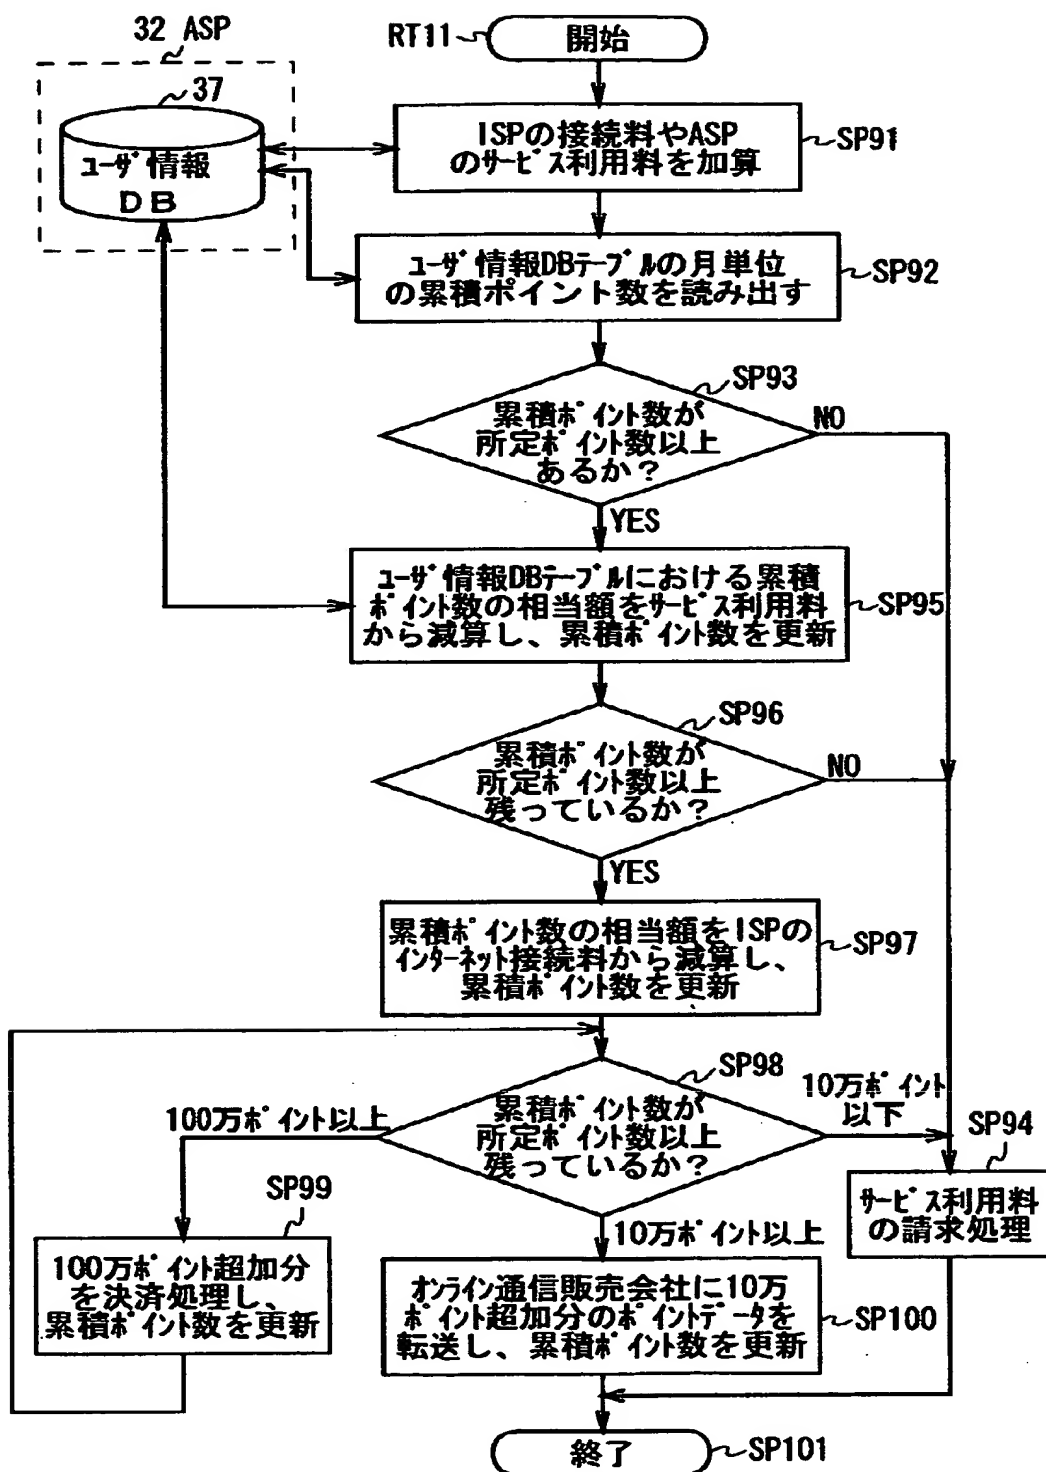 32 ASP
37
ユーザ情報
DB
RT11
開始
ISPの接続料やASP
のサービス利用料を加算
SP91
ユーザ情報DBテーブルの月単位
の累積ポイント数を読み出す
SP92
SP93
累積ポイント数が
所定ポイント数以上
あるか?
NO
YES
ユーザ情報DBテーブルにおける累積
ポイント数の相当額をサービス利用料
から減算し、累積ポイント数を更新
SP95
SP96
累積ポイント数が
所定ポイント数以上
残っているか?
NO
YES
累積ポイント数の相当額をISPの
インターネット接続料から減算し、
累積ポイント数を更新
SP97
SP98
累積ポイント数が
所定ポイント数以上
残っているか?
100万ポイント以上
10万ポイント
以下
SP94
サービス利用料
の請求処理
SP99
100万ポイント超加分
を決済処理し、
累積ポイント数を更新
10万ポイント以上
オンライン通信販売会社に10万
ポイント超加分のポイントデータを
転送し、累積ポイント数を更新
SP100
終了
SP101